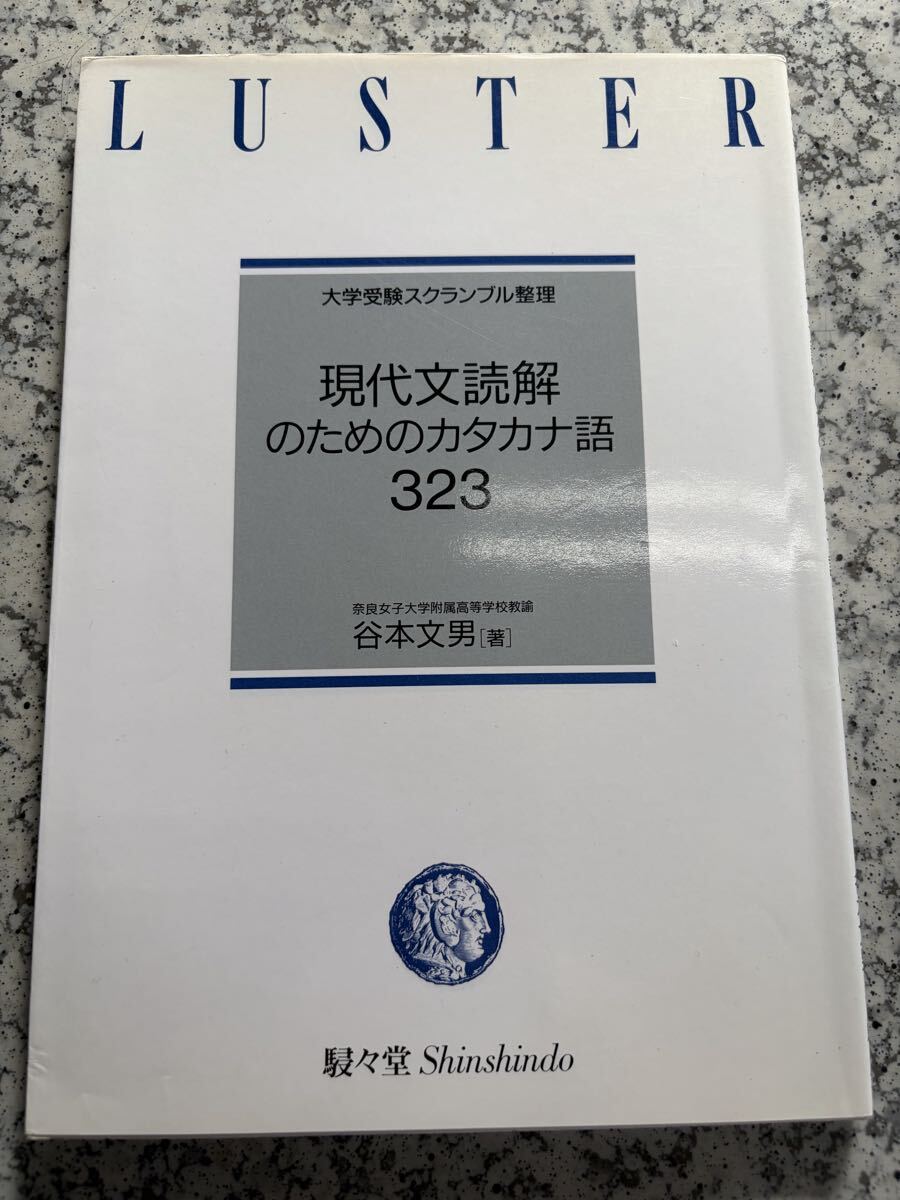 LUSTER
大学受験スクランブル整理
現代文読解
のためのカタカナ語
323
奈良女子大学附属高等学校教諭
谷本文男[著]
駸々堂 Shinshindo